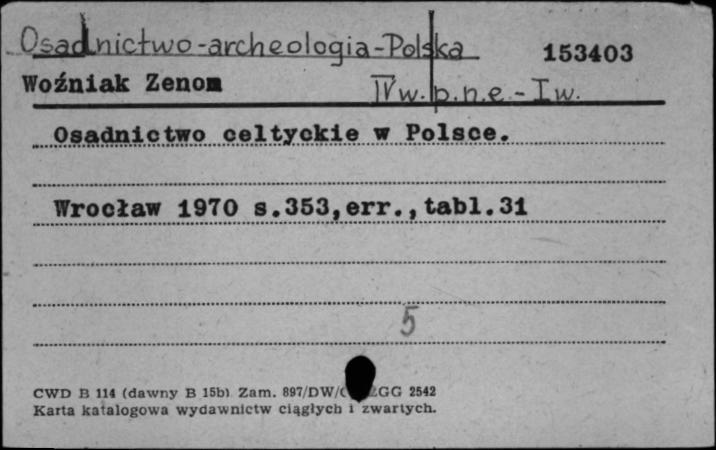 Osadnictwo-archeologia-Polska 153403
Woźniak Zenon IV w. p.n.e.-I w.
Osadnictwo celtyckie w Polsce.
Wrocław 1970 s.353,err.,tabl.31
5
CWD B 114 (dawny B 15b) Zam. 897/DW/ GG 2542
Karta katalogowa wydawnictw ciągłych i zwartych.